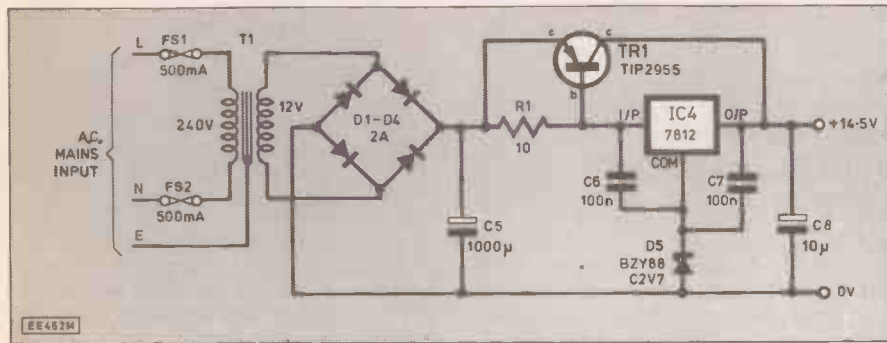 L
FS1
500mA
T1
240V
12V
A.C.
MAINS
INPUT
N
FS2
500mA
E
D1-D4
2A
C5
1000μ
R1
10
c
c
b
TR1
TIP2955
I/P
IC4
7812
O/P
COM
C6
100n
C7
100n
D5
BZY88
C2V7
C8
10μ
+14·5V
0V
EE462M